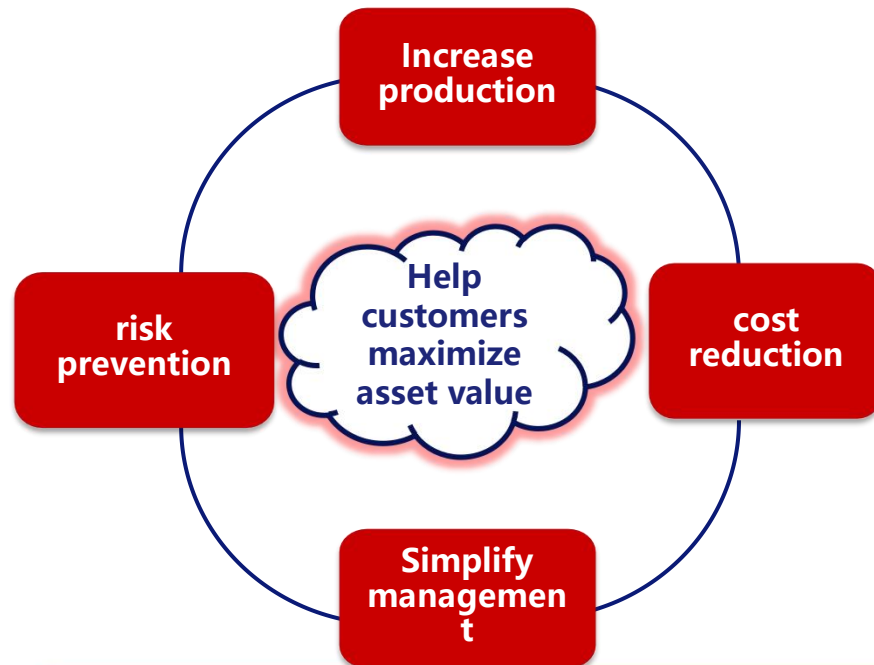 Increase
production
risk
prevention
Help
customers
maximize
asset value
cost
reduction
Simplify
managemen
t